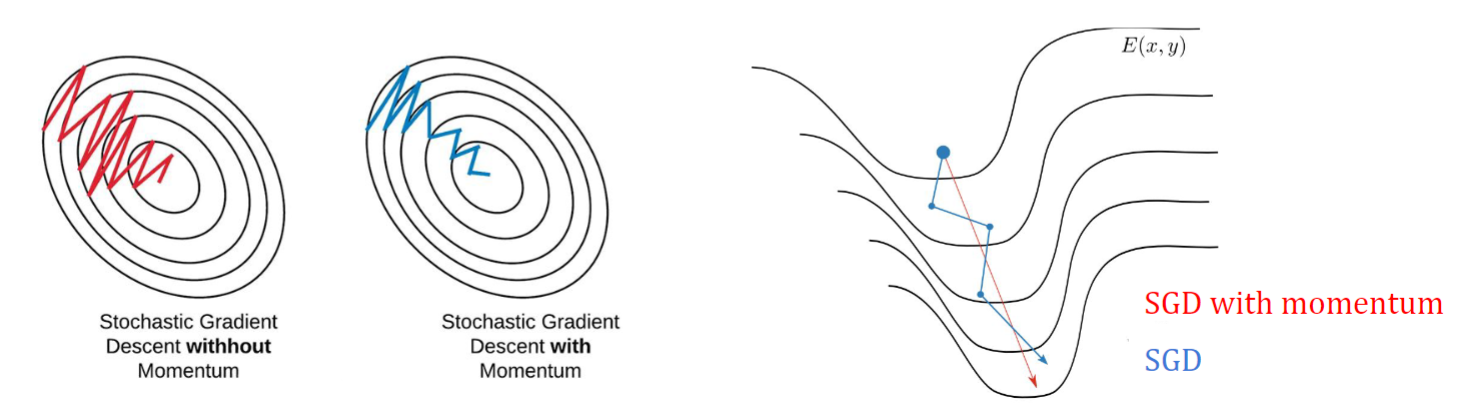 Stochastic Gradient
Descent withhout
Momentum
Stochastic Gradient
Descent with
Momentum
E(x, y)
SGD with momentum
SGD